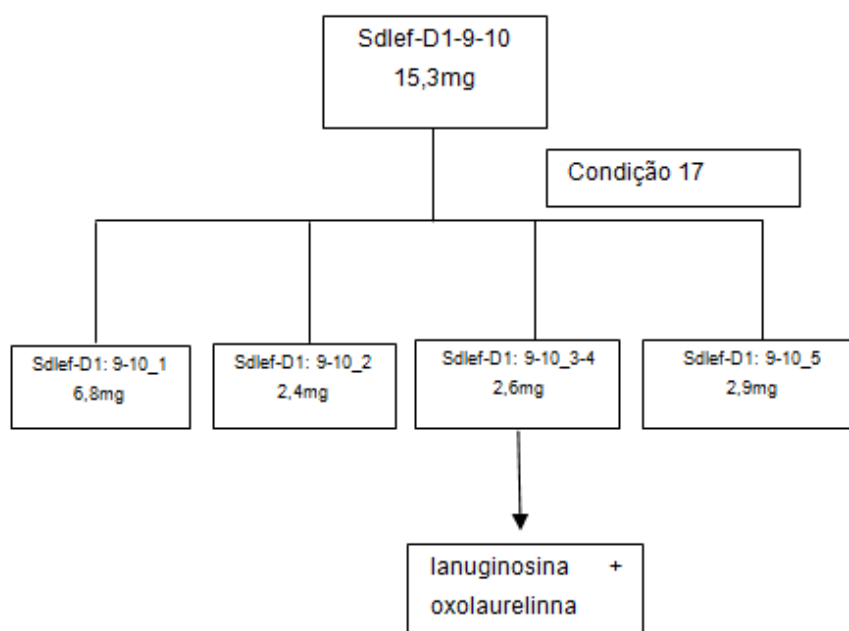 Sdlef-D1-9-10
15,3mg
Condição 17
Sdlef-D1: 9-10_1
6,8mg
Sdlef-D1: 9-10_2
2,4mg
Sdlef-D1: 9-10_3-4
2,6mg
Sdlef-D1: 9-10_5
2,9mg
lanuginosina +
oxolaurelinna